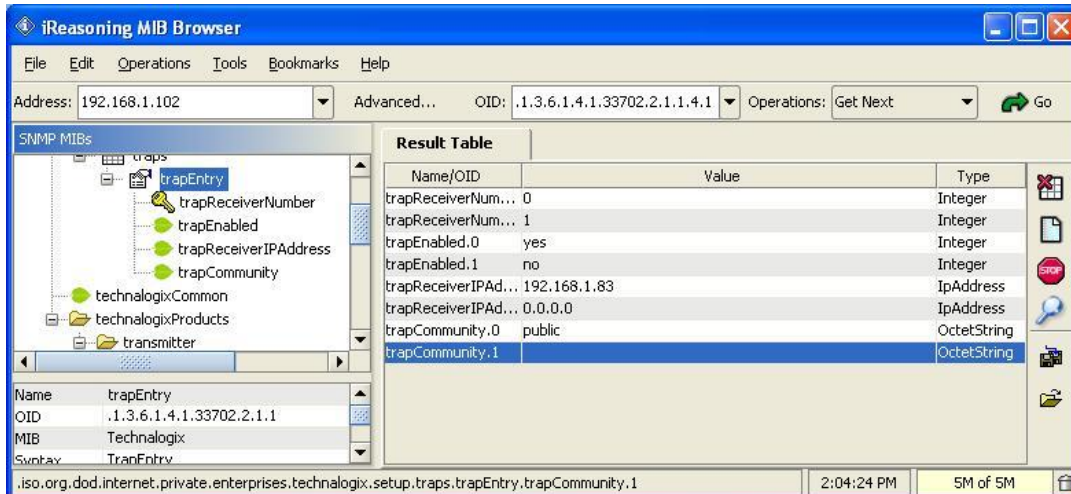 iReasoning MIB Browser
File Edit Operations Tools Bookmarks Help
Address: 192.168.1.102 Advanced... OID: .1.3.6.1.4.1.33702.2.1.1.4.1 Operations: Get Next Go
SNMP MIBs
traps
trapEntry
trapReceiverNumber
trapEnabled
trapReceiverIPAddress
trapCommunity
technalogixCommon
technalogixProducts
transmitter
Name trapEntry
OID .1.3.6.1.4.1.33702.2.1.1
MIB Technalogix
Syntax TrapEntry
Result Table
Name/OID Value Type
trapReceiverNum... 0 Integer
trapReceiverNum... 1 Integer
trapEnabled.0 yes Integer
trapEnabled.1 no Integer
trapReceiverIPAd... 192.168.1.83 IpAddress
trapReceiverIPAd... 0.0.0.0 IpAddress
trapCommunity.0 public OctetString
trapCommunity.1 OctetString
STOP
.iso.org.dod.internet.private.enterprises.technalogix.setup.traps.trapEntry.trapCommunity.1 2:04:24 PM 5M of 5M